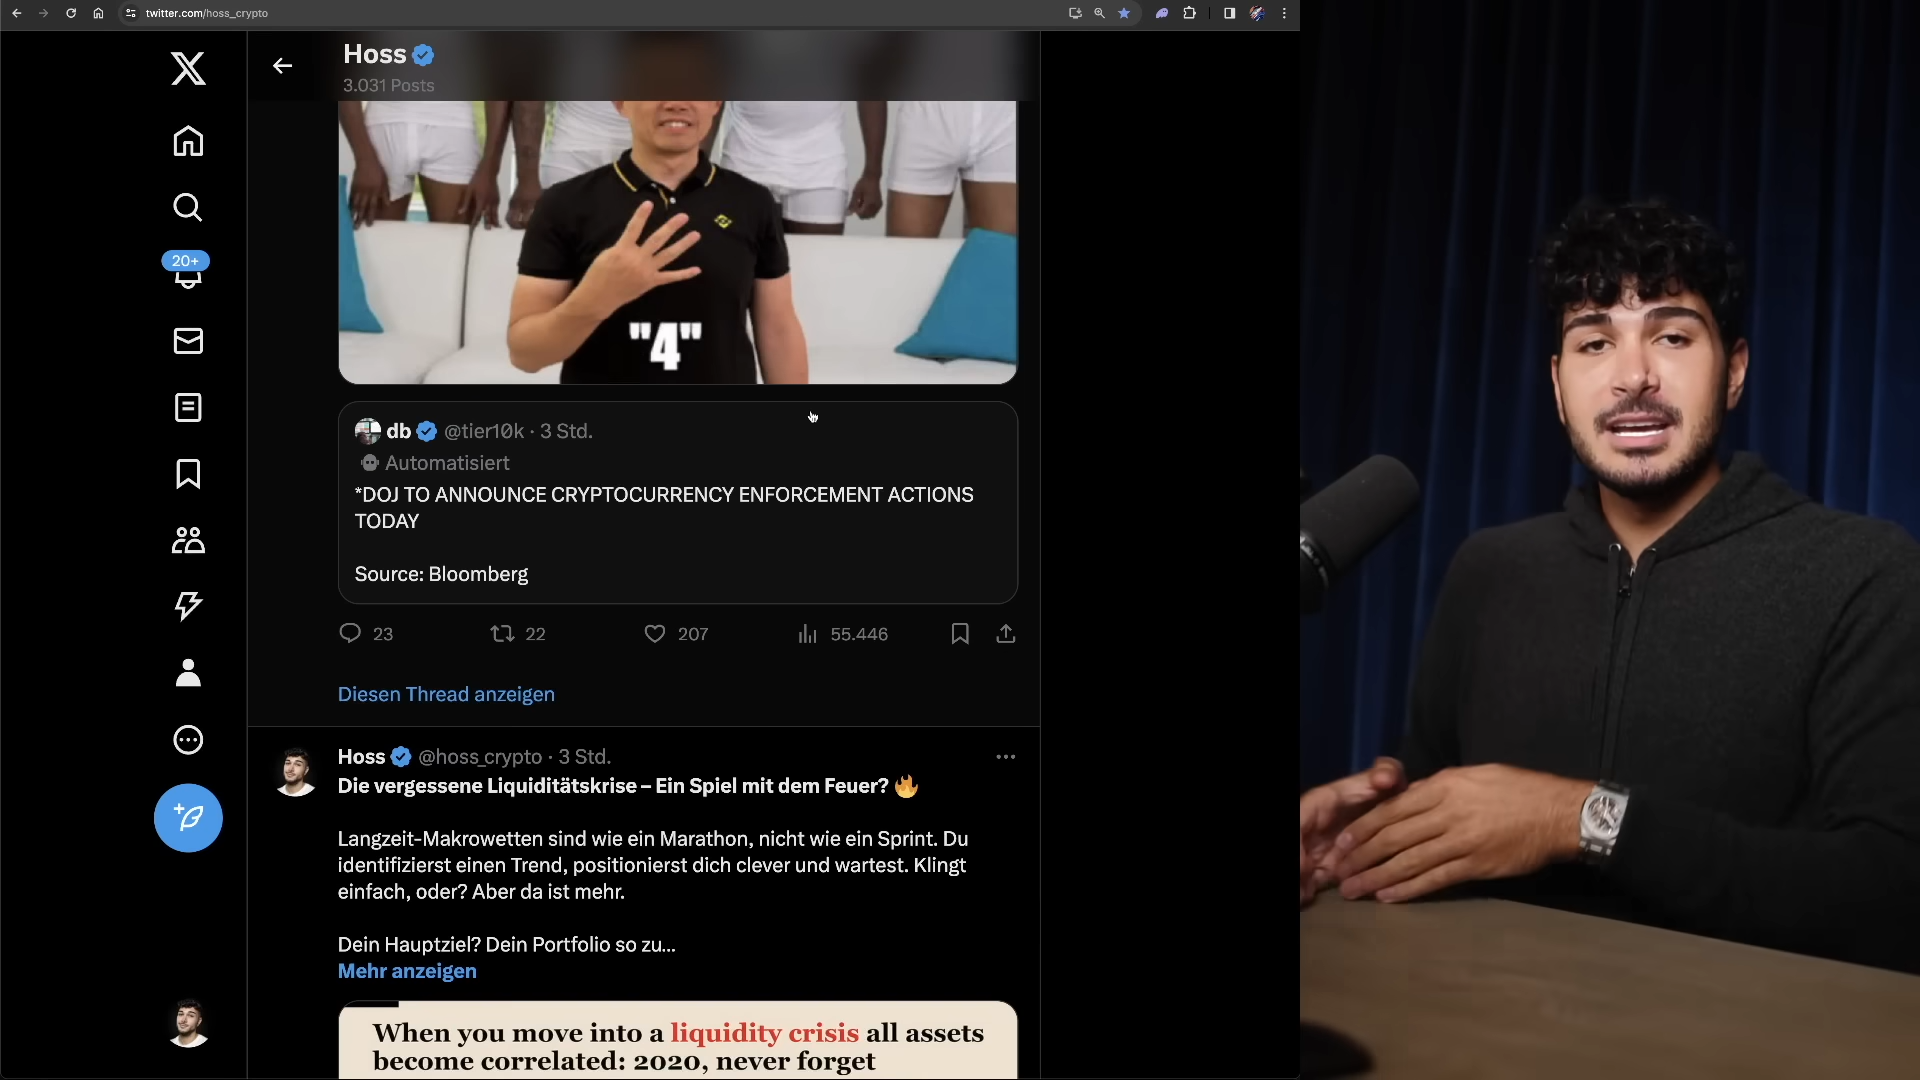 twitter.com/hoss_crypto
Hoss
3.031 Posts
20+
"4"
db @tier10k · 3 Std.
Automatisiert
*DOJ TO ANNOUNCE CRYPTOCURRENCY ENFORCEMENT ACTIONS
TODAY
Source: Bloomberg
23 22 207 55.446
Diesen Thread anzeigen
Hoss @hoss_crypto · 3 Std.
Die vergessene Liquiditätskrise – Ein Spiel mit dem Feuer? 🔥
Langzeit-Makrowetten sind wie ein Marathon, nicht wie ein Sprint. Du
identifizierst einen Trend, positionierst dich clever und wartest. Klingt
einfach, oder? Aber da ist mehr.
Dein Hauptziel? Dein Portfolio so zu...
Mehr anzeigen
When you move into a liquidity crisis all assets
become correlated: 2020, never forget